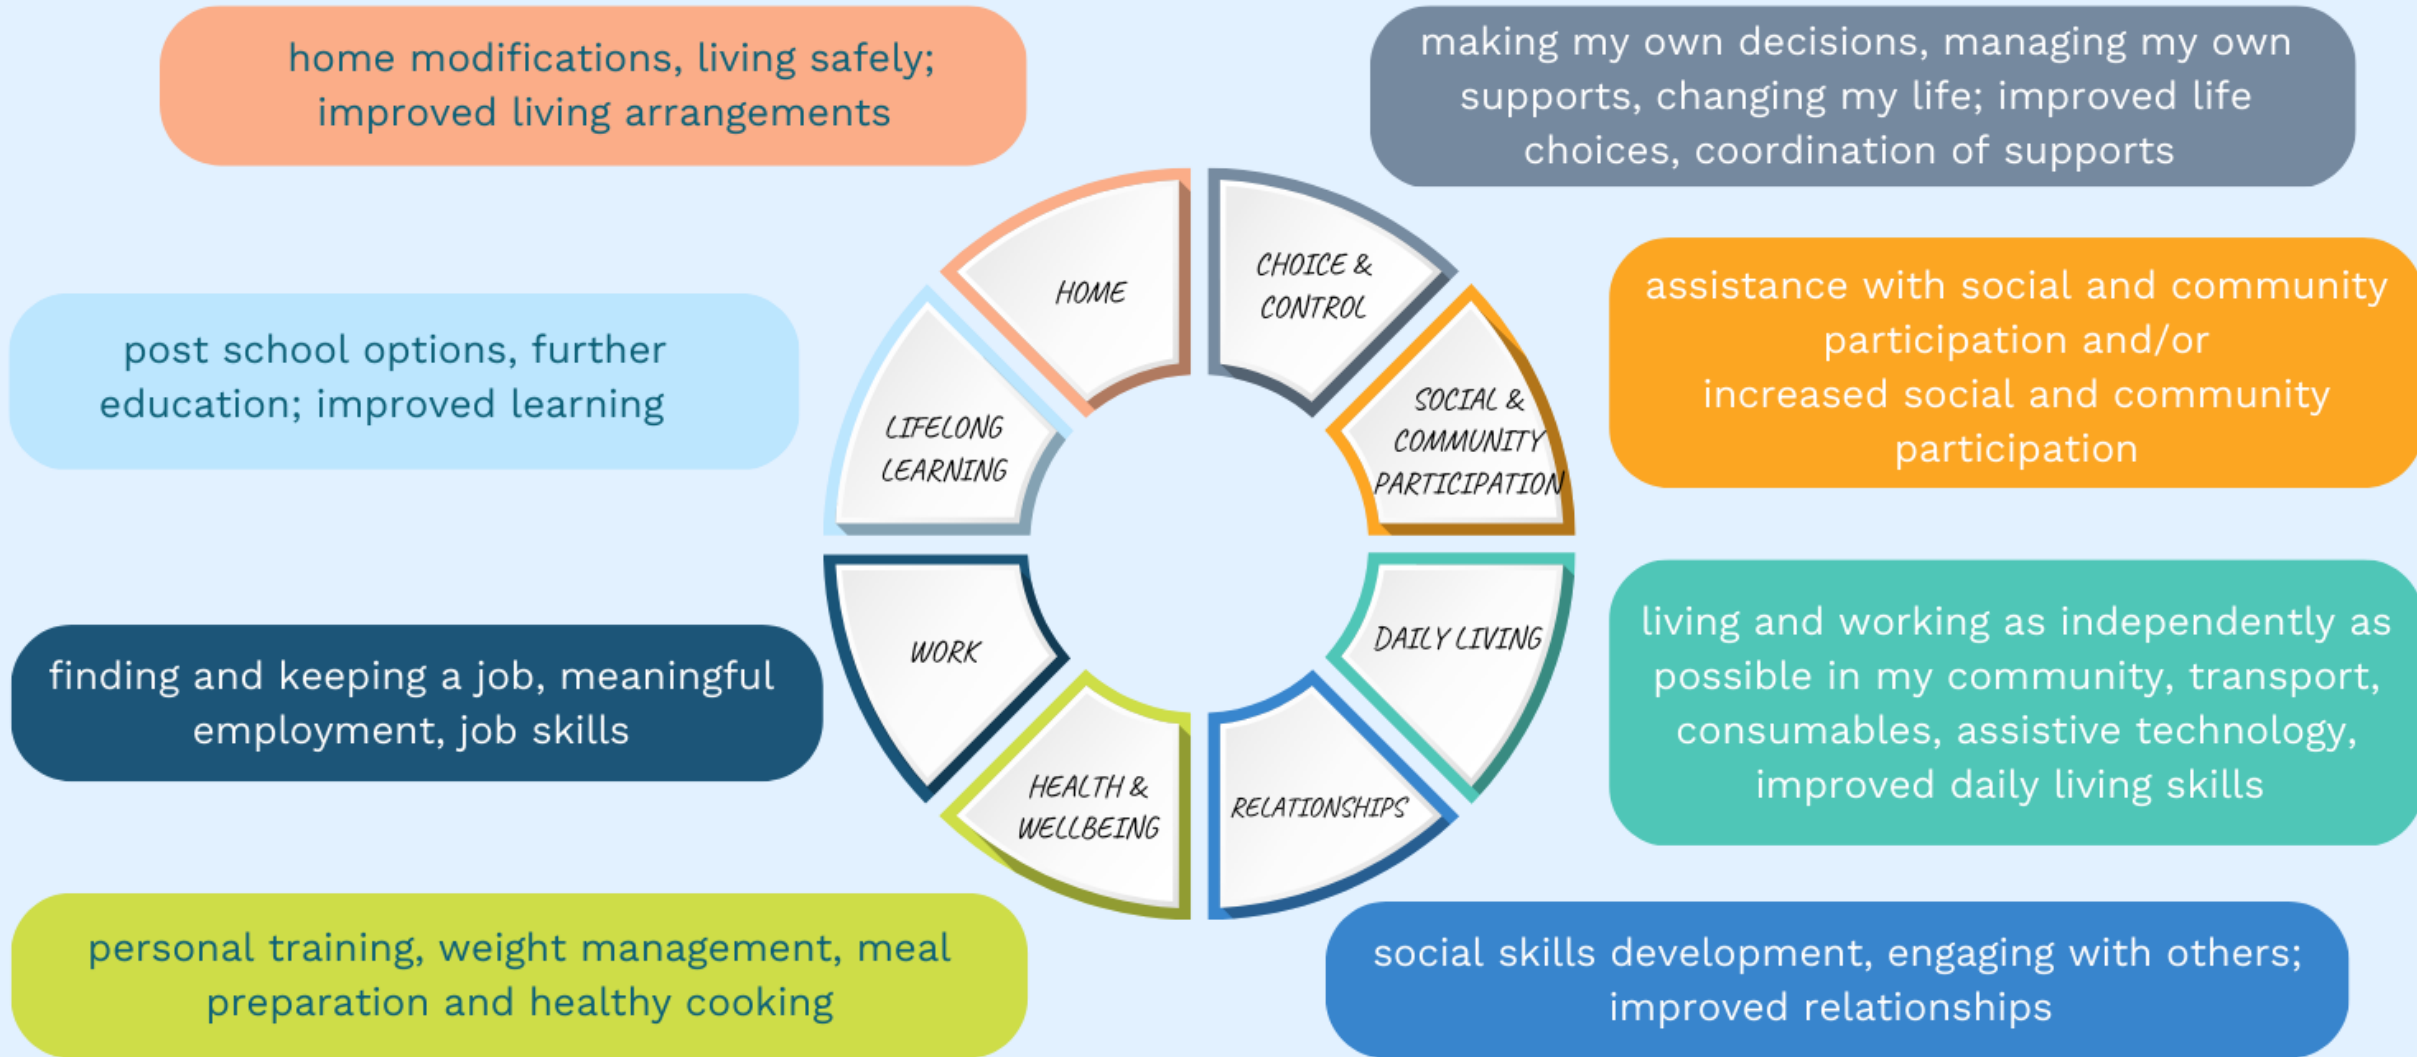 home modifications, living safely;
improved living arrangements
making my own decisions, managing my own
supports, changing my life; improved life
choices, coordination of supports
HOME
CHOICE &
CONTROL
post school options, further
education; improved learning
LIFELONG
LEARNING
SOCIAL &
COMMUNITY
PARTICIPATION
assistance with social and community
participation and/or
increased social and community
participation
finding and keeping a job, meaningful
employment, job skills
WORK
DAILY LIVING
living and working as independently as
possible in my community, transport,
consumables, assistive technology,
improved daily living skills
HEALTH &
WELLBEING
RELATIONSHIPS
personal training, weight management, meal
preparation and healthy cooking
social skills development, engaging with others;
improved relationships